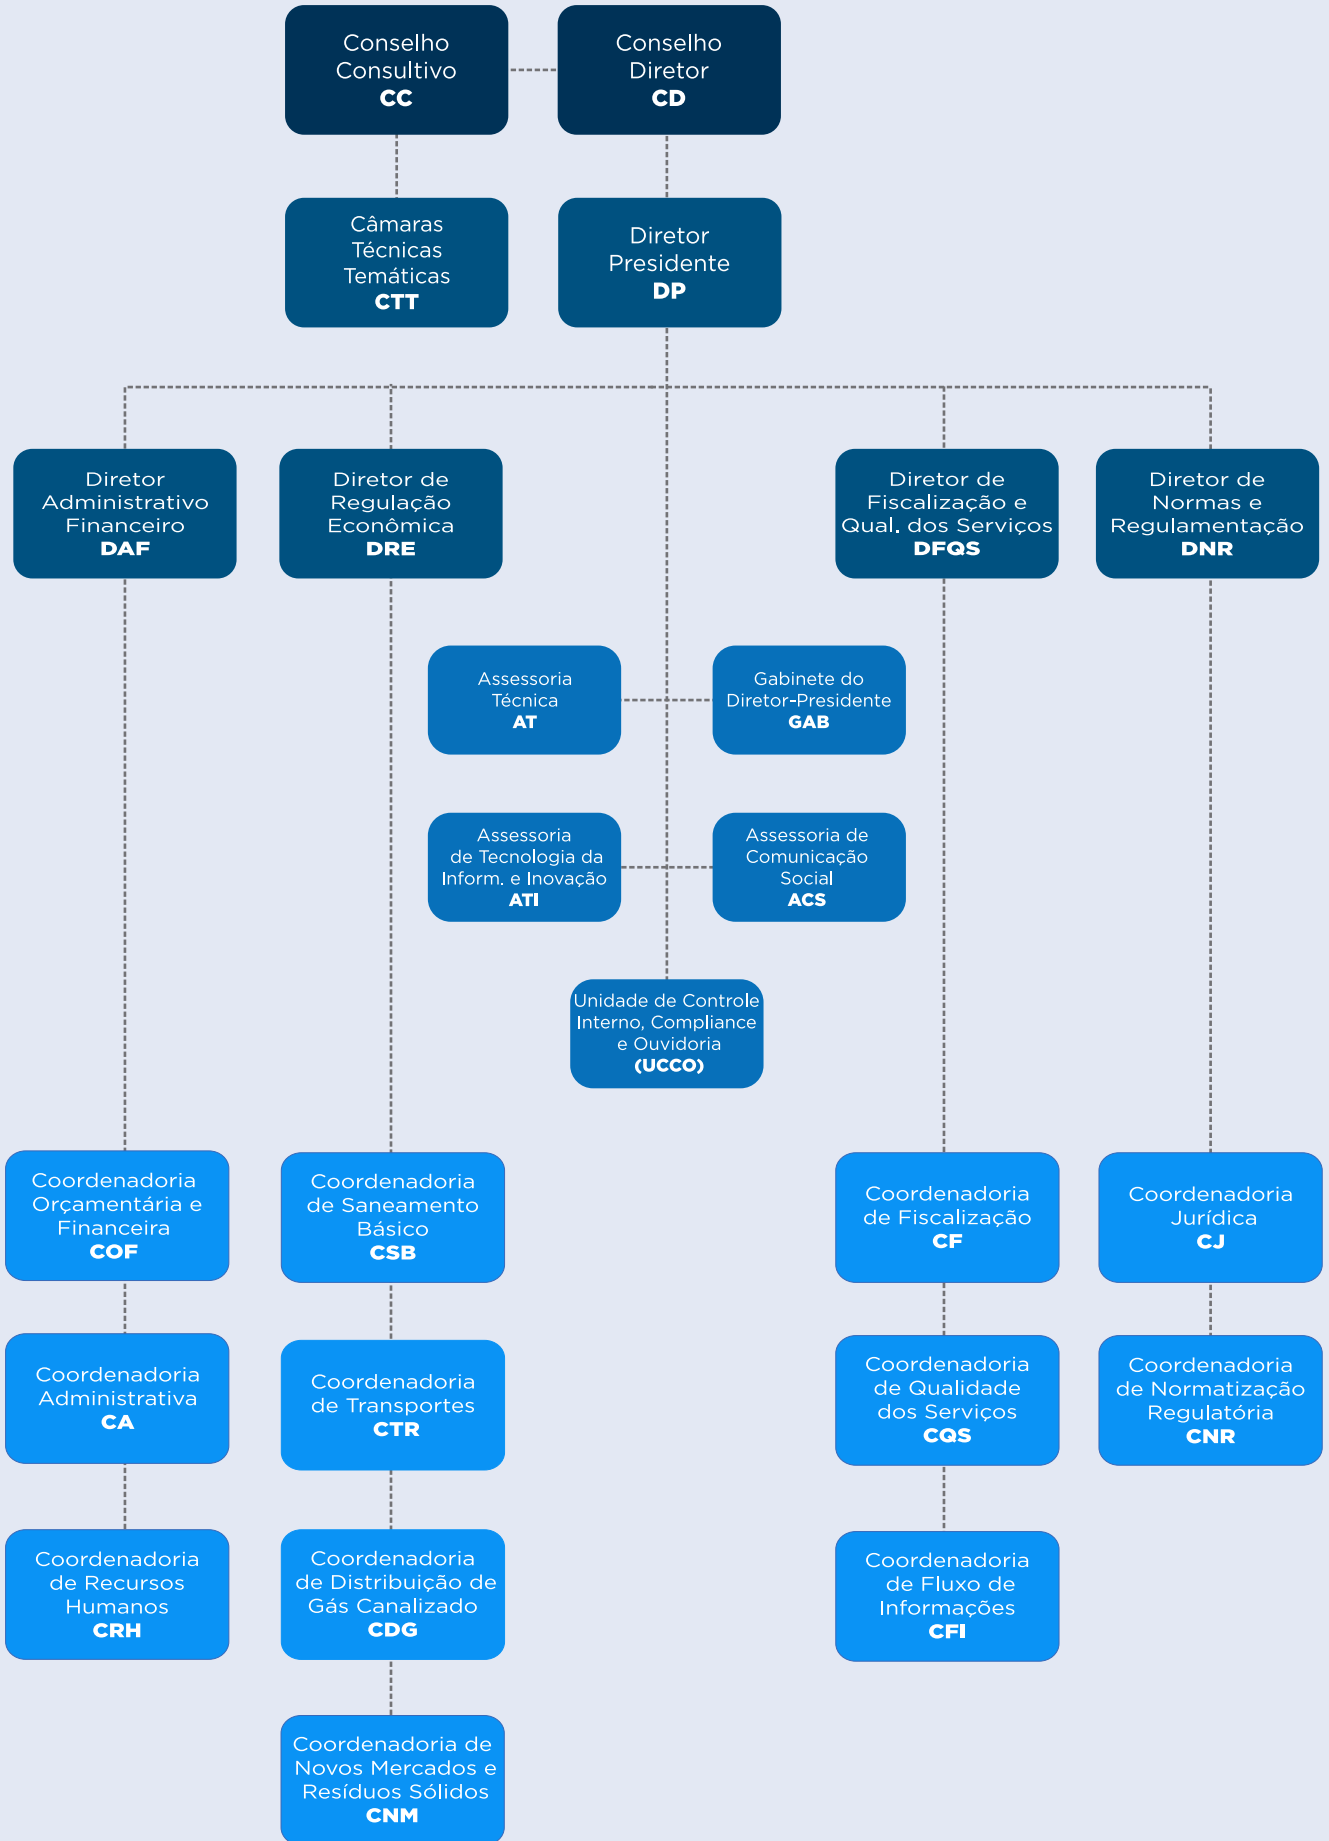 Conselho
Consultivo
CC
Conselho
Diretor
CD
Câmaras
Técnicas
Temáticas
CTT
Diretor
Presidente
DP
Diretor
Administrativo
Financeiro
DAF
Diretor de
Regulação
Econômica
DRE
Diretor de
Fiscalização e
Qual. dos Serviços
DFQS
Diretor de
Normas e
Regulamentação
DNR
Assessoria
Técnica
AT
Gabinete do
Diretor-Presidente
GAB
Assessoria
de Tecnologia da
Inform. e Inovação
ATI
Assessoria de
Comunicação
Social
ACS
Unidade de Controle
Interno, Compliance
e Ouvidoria
(UCCO)
Coordenadoria
Orçamentária e
Financeira
COF
Coordenadoria
de Saneamento
Básico
CSB
Coordenadoria
de Fiscalização
CF
Coordenadoria
Jurídica
CJ
Coordenadoria
Administrativa
CA
Coordenadoria
de Transportes
CTR
Coordenadoria
de Qualidade
dos Serviços
CQS
Coordenadoria
de Normatização
Regulatória
CNR
Coordenadoria
de Recursos
Humanos
CRH
Coordenadoria
de Distribuição de
Gás Canalizado
CDG
Coordenadoria
de Fluxo de
Informações
CFI
Coordenadoria de
Novos Mercados e
Resíduos Sólidos
CNM